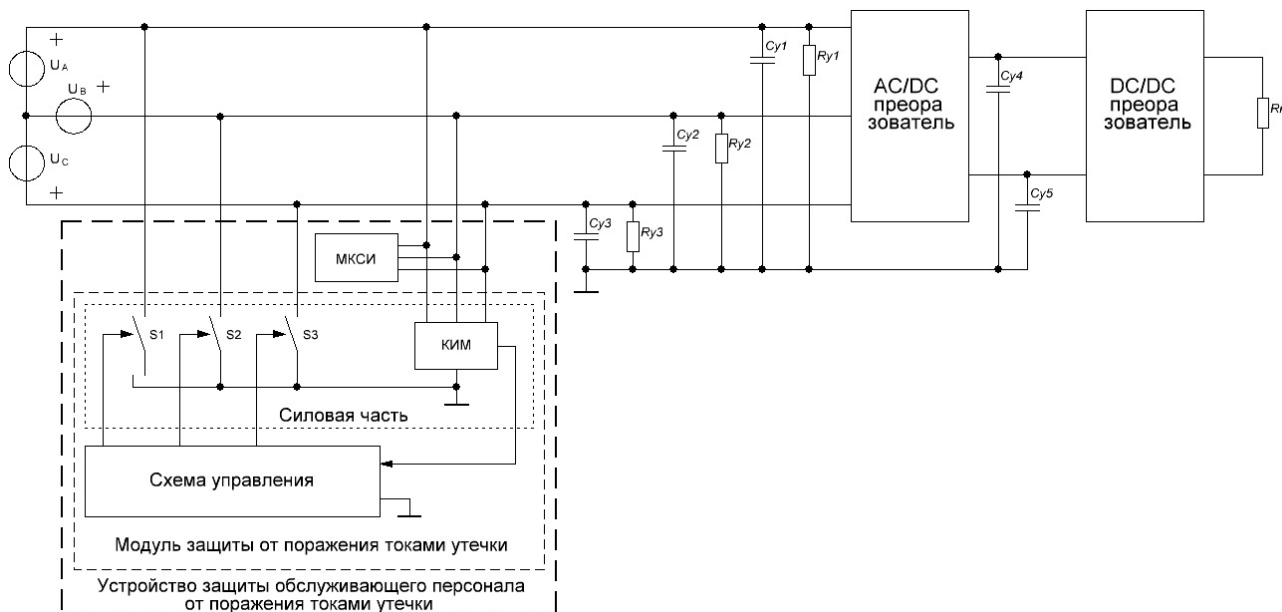 +
U A
U B
+
U C
+
Cy1
Ry1
Cy2
Ry2
Cy3
Ry3
AC/DC
преора
зователь
Cy4
Cy5
DC/DC
преора
зователь
МКСИ
S1
S2
S3
КИМ
Силовая часть
Схема управления
Модуль защиты от поражения токами утечки
Устройство защиты обслуживающего персонала
от поражения токами утечки